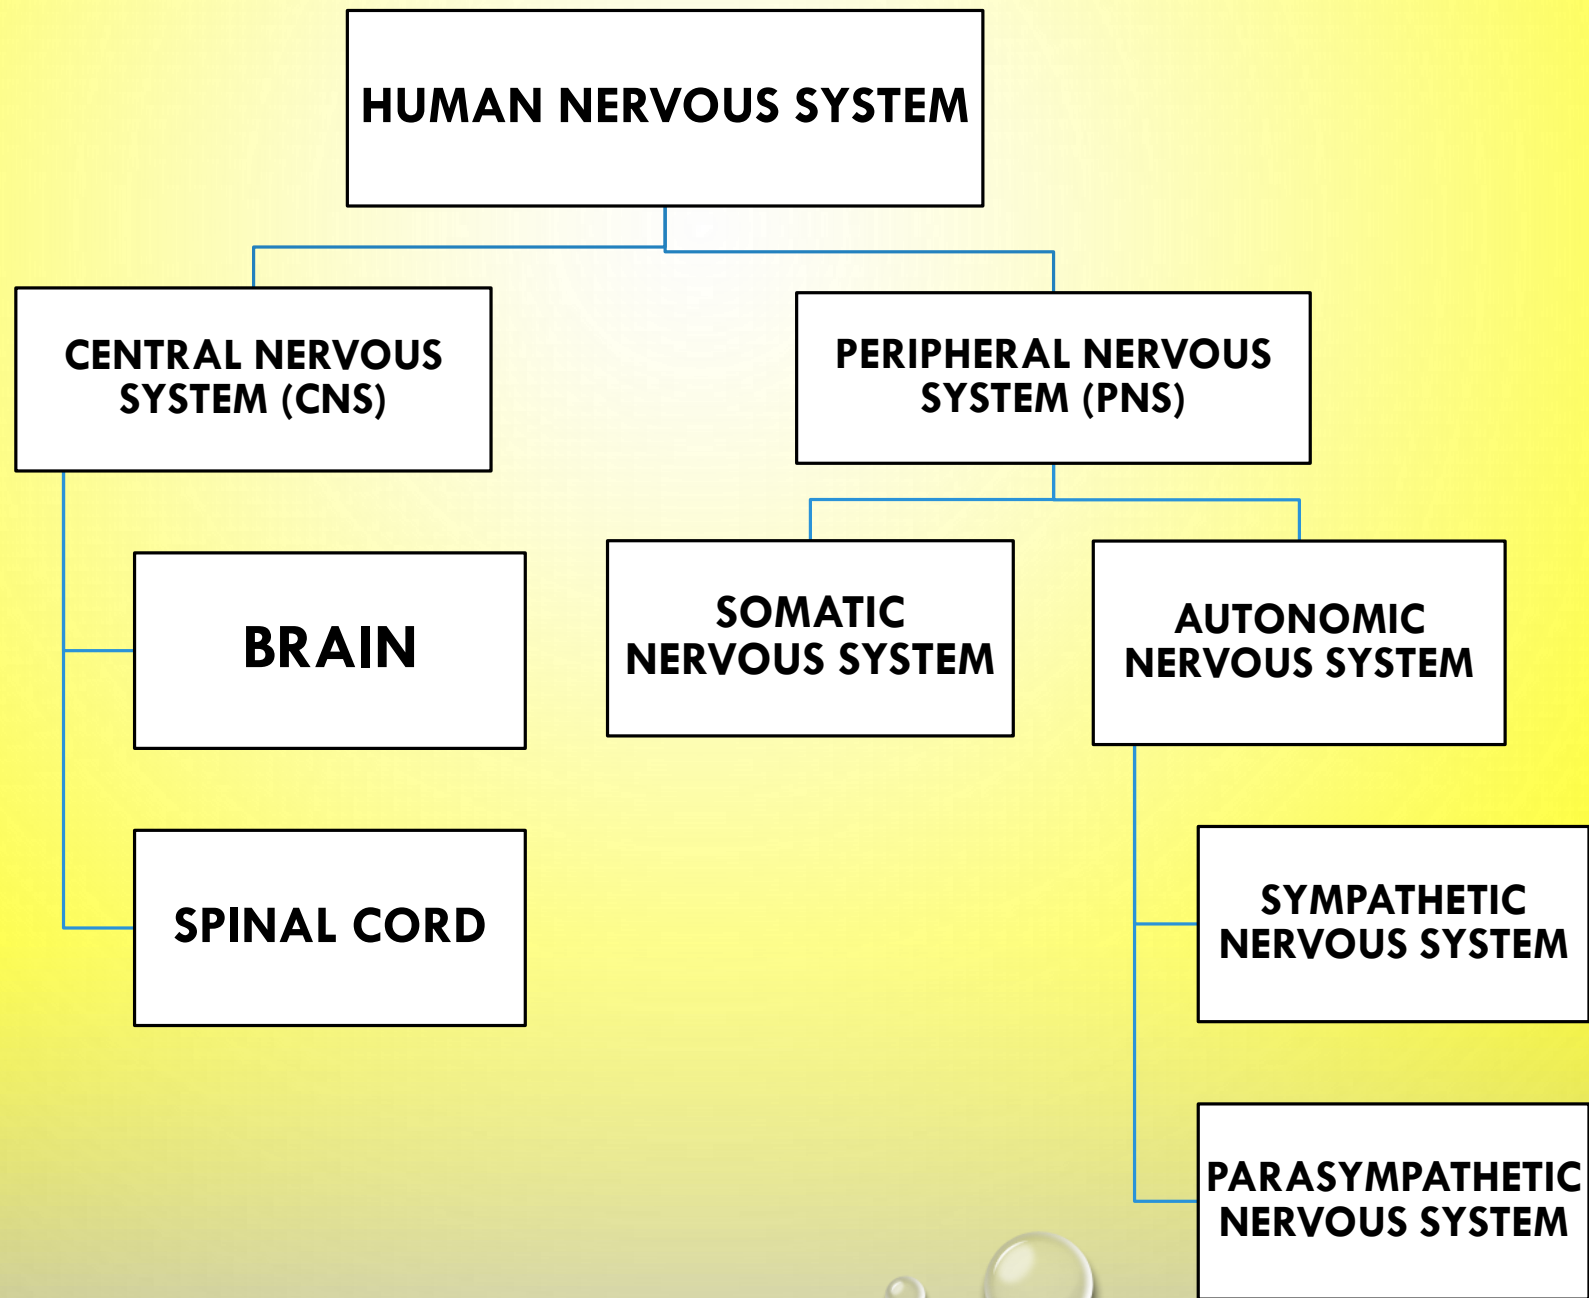 HUMAN NERVOUS SYSTEM
CENTRAL NERVOUS
SYSTEM (CNS)
PERIPHERAL NERVOUS
SYSTEM (PNS)
BRAIN
SPINAL CORD
SOMATIC
NERVOUS SYSTEM
AUTONOMIC
NERVOUS SYSTEM
SYMPATHETIC
NERVOUS SYSTEM
PARASYMPATHETIC
NERVOUS SYSTEM